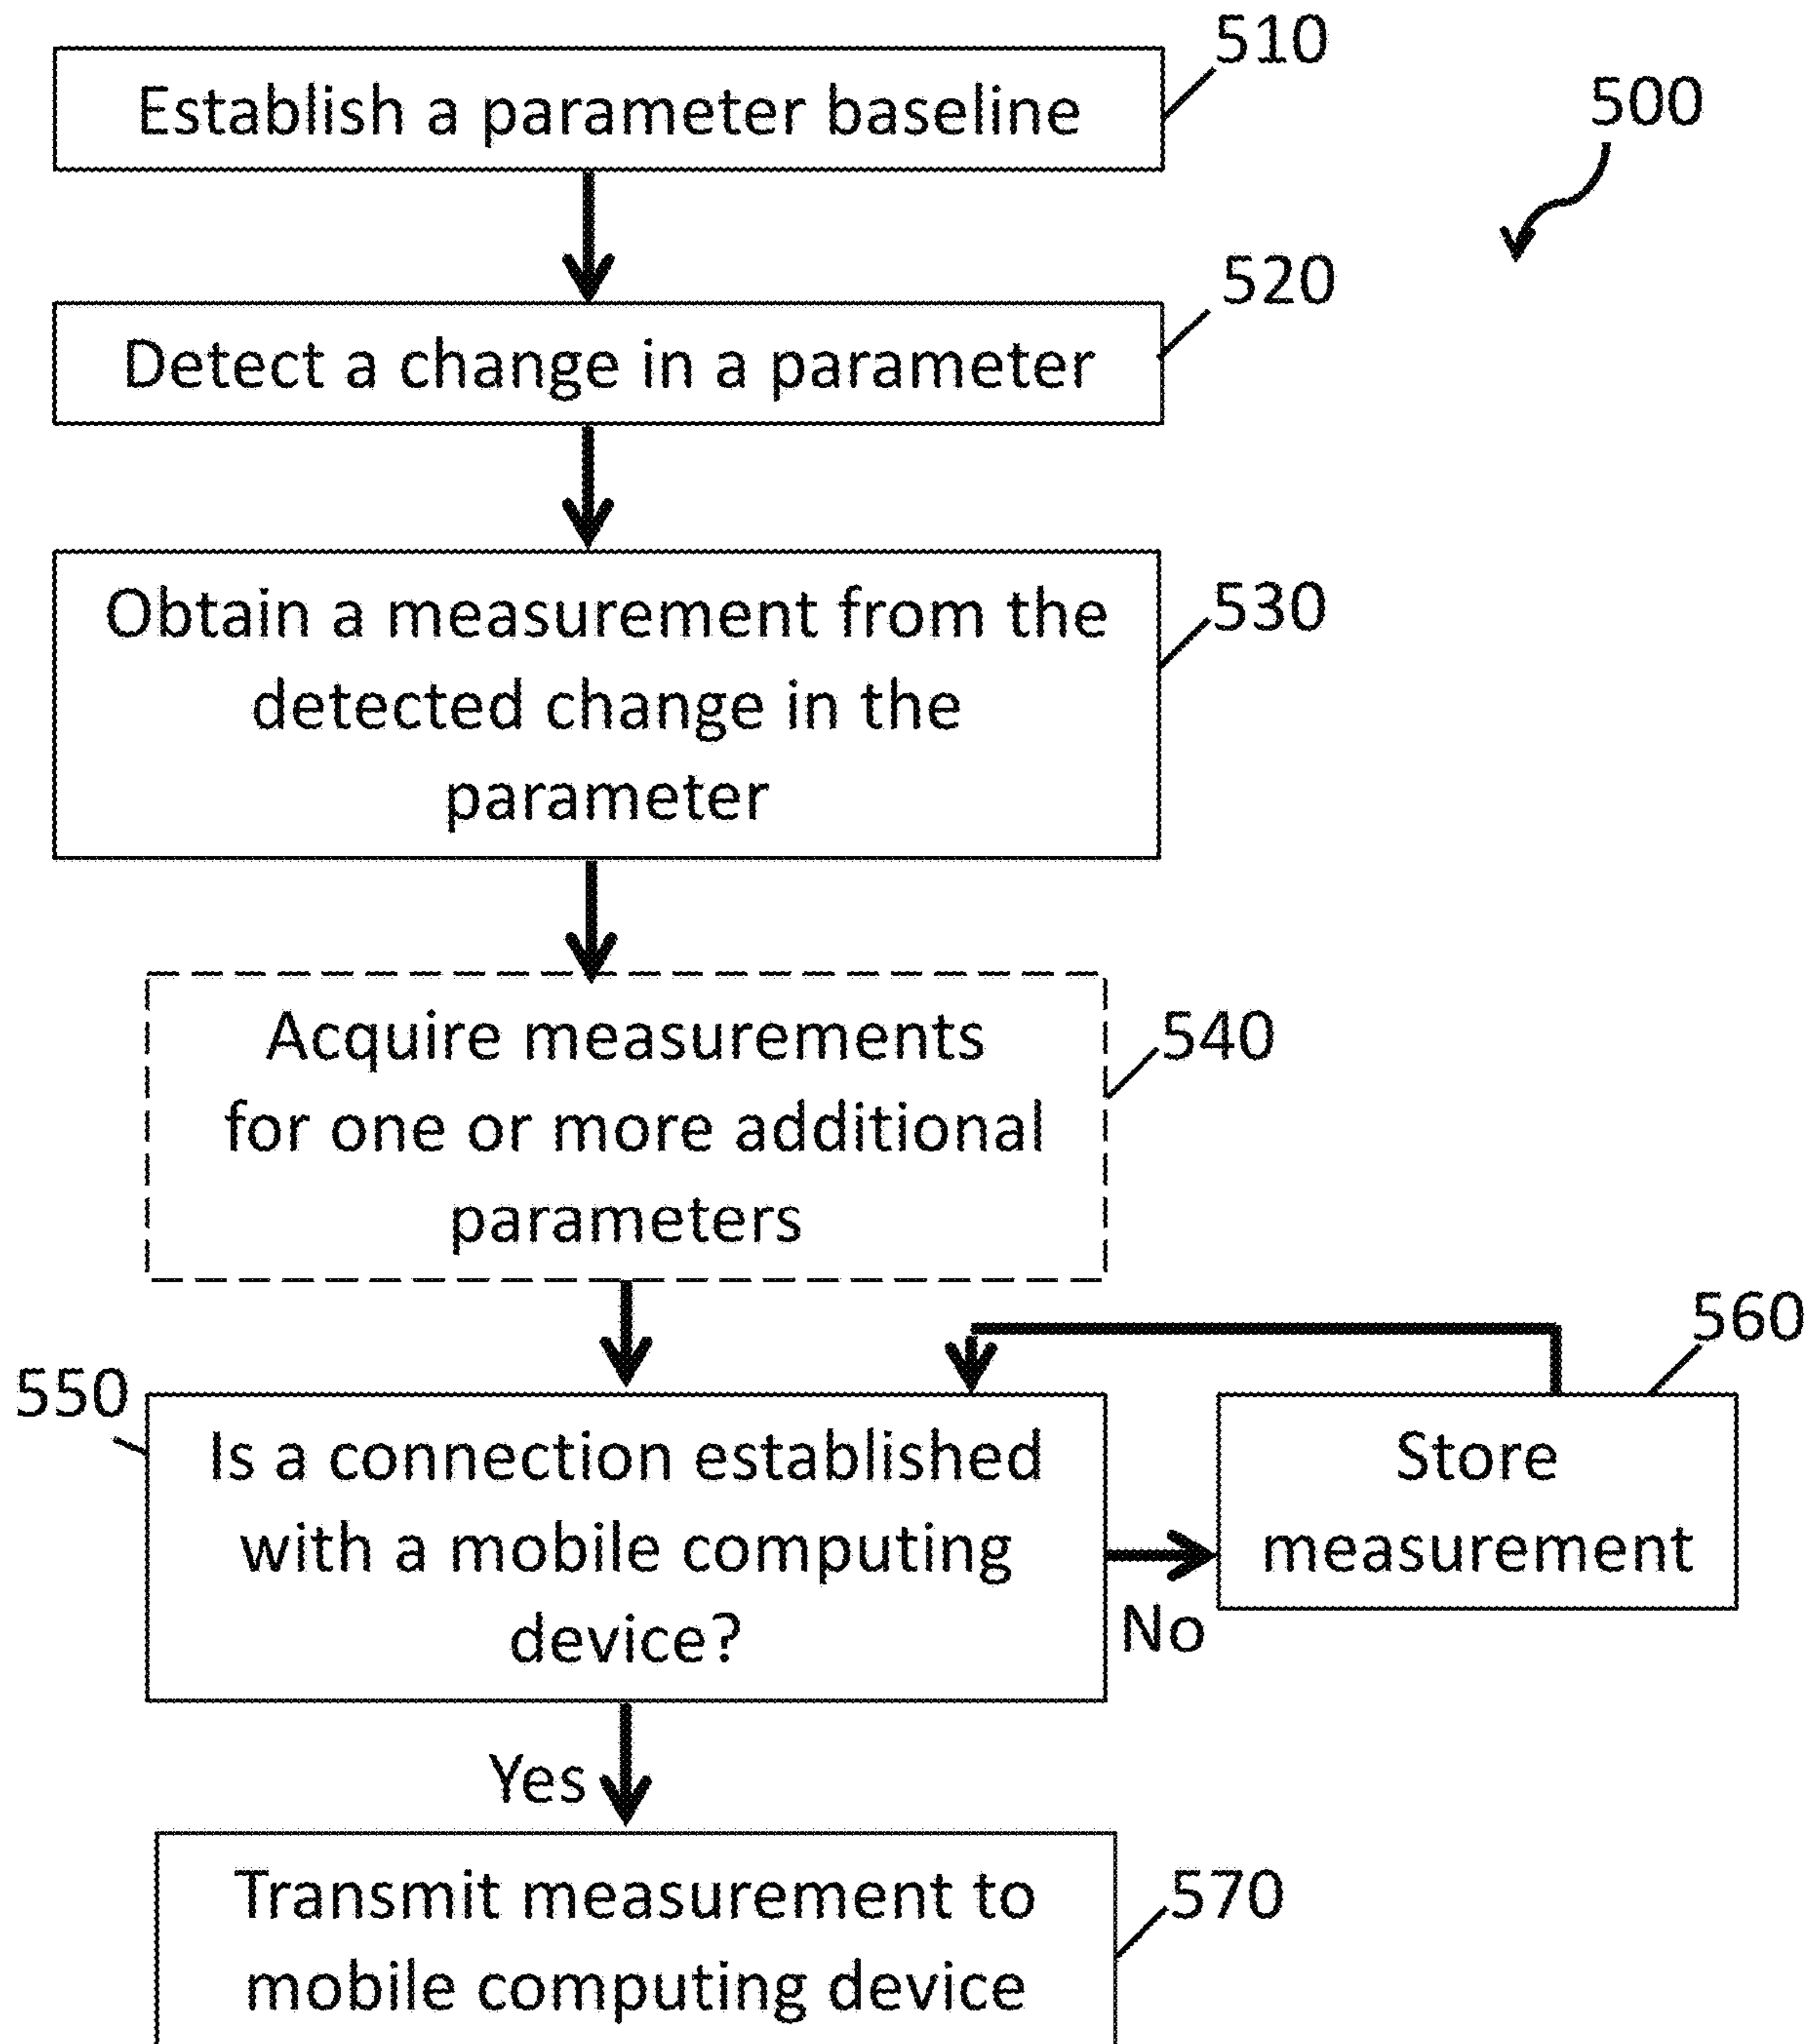 510
Establish a parameter baseline
500
520
Detect a change in a parameter
530
Obtain a measurement from the
detected change in the
parameter
540
Acquire measurements
for one or more additional
parameters
560
550
Is a connection established
with a mobile computing
device?
No
Store
measurement
Yes
570
Transmit measurement to
mobile computing device